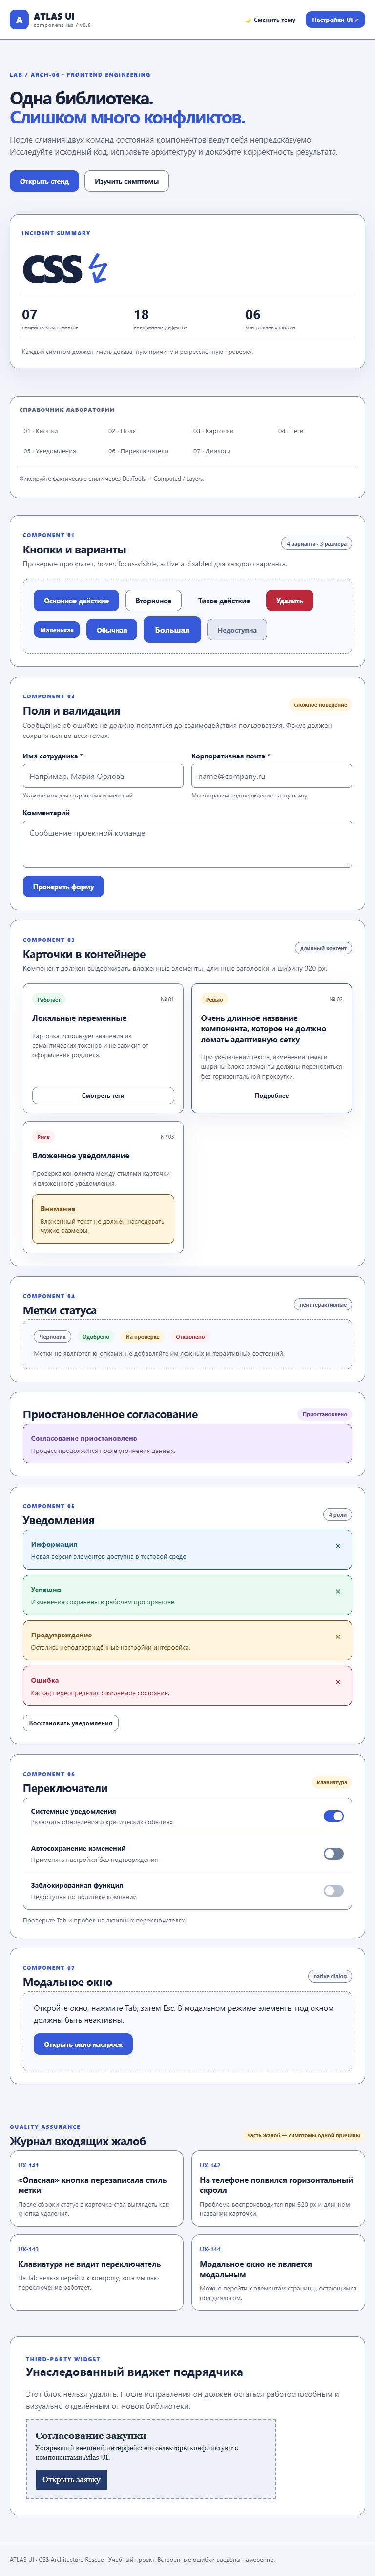 A
ATLAS UI
component lab / v0.6
🌙 Сменить тему
Настройки UI ↗
LAB / ARCH-06 · FRONTEND ENGINEERING
Одна библиотека.
Слишком много конфликтов.
После слияния двух команд состояния компонентов ведут себя непредсказуемо.
Исследуйте исходный код, исправьте архитектуру и докажите корректность результата.
Открыть стенд
Изучить симптомы
INCIDENT SUMMARY
CSS
07
18
06
семейств компонентов
внедрённых дефектов
контрольных ширин
Каждый симптом должен иметь доказанную причину и регрессионную проверку.
СПРАВОЧНИК ЛАБОРАТОРИИ
01 · Кнопки
02 · Поля
03 · Карточки
04 · Теги
05 · Уведомления
06 · Переключатели
07 · Диалоги
Фиксируйте фактические стили через DevTools → Computed / Layers.
COMPONENT 01
Кнопки и варианты
4 варианта · 3 размера
Проверьте приоритет, hover, focus-visible, active и disabled для каждого варианта.
Основное действие
Вторичное
Тихое действие
Удалить
Маленькая
Обычная
Большая
Недоступна
COMPONENT 02
Поля и валидация
сложное поведение
Сообщение об ошибке не должно появляться до взаимодействия пользователя. Фокус должен
сохраняться во всех темах.
Имя сотрудника *
Корпоративная почта *
Например, Мария Орлова
name@company.ru
Укажите имя для сохранения изменений
Мы отправим подтверждение на эту почту
Комментарий
Сообщение проектной команде
Проверить форму
COMPONENT 03
Карточки в контейнере
длинный контент
Компонент должен выдерживать вложенные элементы, длинные заголовки и ширину 320 px.
Работает
№ 01
Локальные переменные
Карточка использует значения из
семантических токенов и не зависит от
оформления родителя.
Смотреть теги
Ревью
№ 02
Очень длинное название
компонента, которое не должно
ломать адаптивную сетку
При увеличении текста, изменении темы и
ширины блока элементы должны переноситься
без горизонтальной прокрутки.
Подробнее
Риск
№ 03
Вложенное уведомление
Проверка конфликта между стилями карточки
и вложенного уведомления.
Внимание
Вложенный текст не должен наследовать
чужие размеры.
COMPONENT 04
Метки статуса
неинтерактивные
Черновик
Одобрено
На проверке
Отклонено
Метки не являются кнопками: не добавляйте им ложных интерактивных состояний.
Приостановленное согласование
Приостановлено
Согласование приостановлено
Процесс продолжится после уточнения данных.
COMPONENT 05
Уведомления
4 роли
Информация
Новая версия элементов доступна в тестовой среде.
×
Успешно
Изменения сохранены в рабочем пространстве.
×
Предупреждение
Остались неподтверждённые настройки интерфейса.
×
Ошибка
Каскад переопределил ожидаемое состояние.
×
Восстановить уведомления
COMPONENT 06
Переключатели
клавиатура
Системные уведомления
Включить обновления о критических событиях
Автосохранение изменений
Применять настройки без подтверждения
Заблокированная функция
Недоступна по политике компании
Проверьте Tab и пробел на активных переключателях.
COMPONENT 07
Модальное окно
native dialog
Откройте окно, нажмите Tab, затем Esc. В модальном режиме элементы под окном
должны быть неактивны.
Открыть окно настроек
QUALITY ASSURANCE
Журнал входящих жалоб
часть жалоб — симптомы одной причины
UX-141
«Опасная» кнопка перезаписала стиль
метки
После сборки статус в карточке стал выглядеть как
кнопка удаления.
UX-142
На телефоне появился горизонтальный
скролл
Проблема воспроизводится при 320 px и длинном
названии карточки.
UX-143
Клавиатура не видит переключатель
На Tab нельзя перейти к контролу, хотя мышью
переключение работает.
UX-144
Модальное окно не является
модальным
Можно перейти к элементам страницы, остающимся
под диалогом.
THIRD-PARTY WIDGET
Унаследованный виджет подрядчика
Этот блок нельзя удалять. После исправления он должен остаться работоспособным и
визуально отделённым от новой библиотеки.
Согласование закупки
Устаревший внешний интерфейс: его селекторы конфликтуют с
компонентами Atlas UI.
Открыть заявку
ATLAS UI · CSS Architecture Rescue · Учебный проект. Встроенные ошибки введены намеренно.